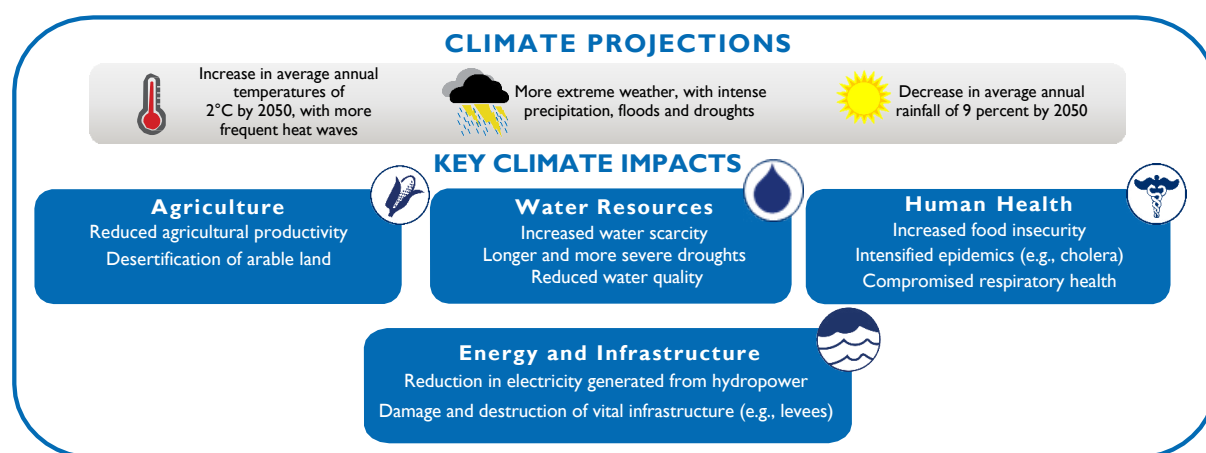 CLIMATE PROJECTIONS
Increase in average annual
temperatures of
2°C by 2050, with more
frequent heat waves
More extreme weather, with intense
precipitation, floods and droughts
Decrease in average annual
rainfall of 9 percent by 2050
KEY CLIMATE IMPACTS
Agriculture
Reduced agricultural productivity
Desertification of arable land
Water Resources
Increased water scarcity
Longer and more severe droughts
Reduced water quality
Human Health
Increased food insecurity
Intensified epidemics (e.g., cholera)
Compromised respiratory health
Energy and Infrastructure
Reduction in electricity generated from hydropower
Damage and destruction of vital infrastructure (e.g., levees)